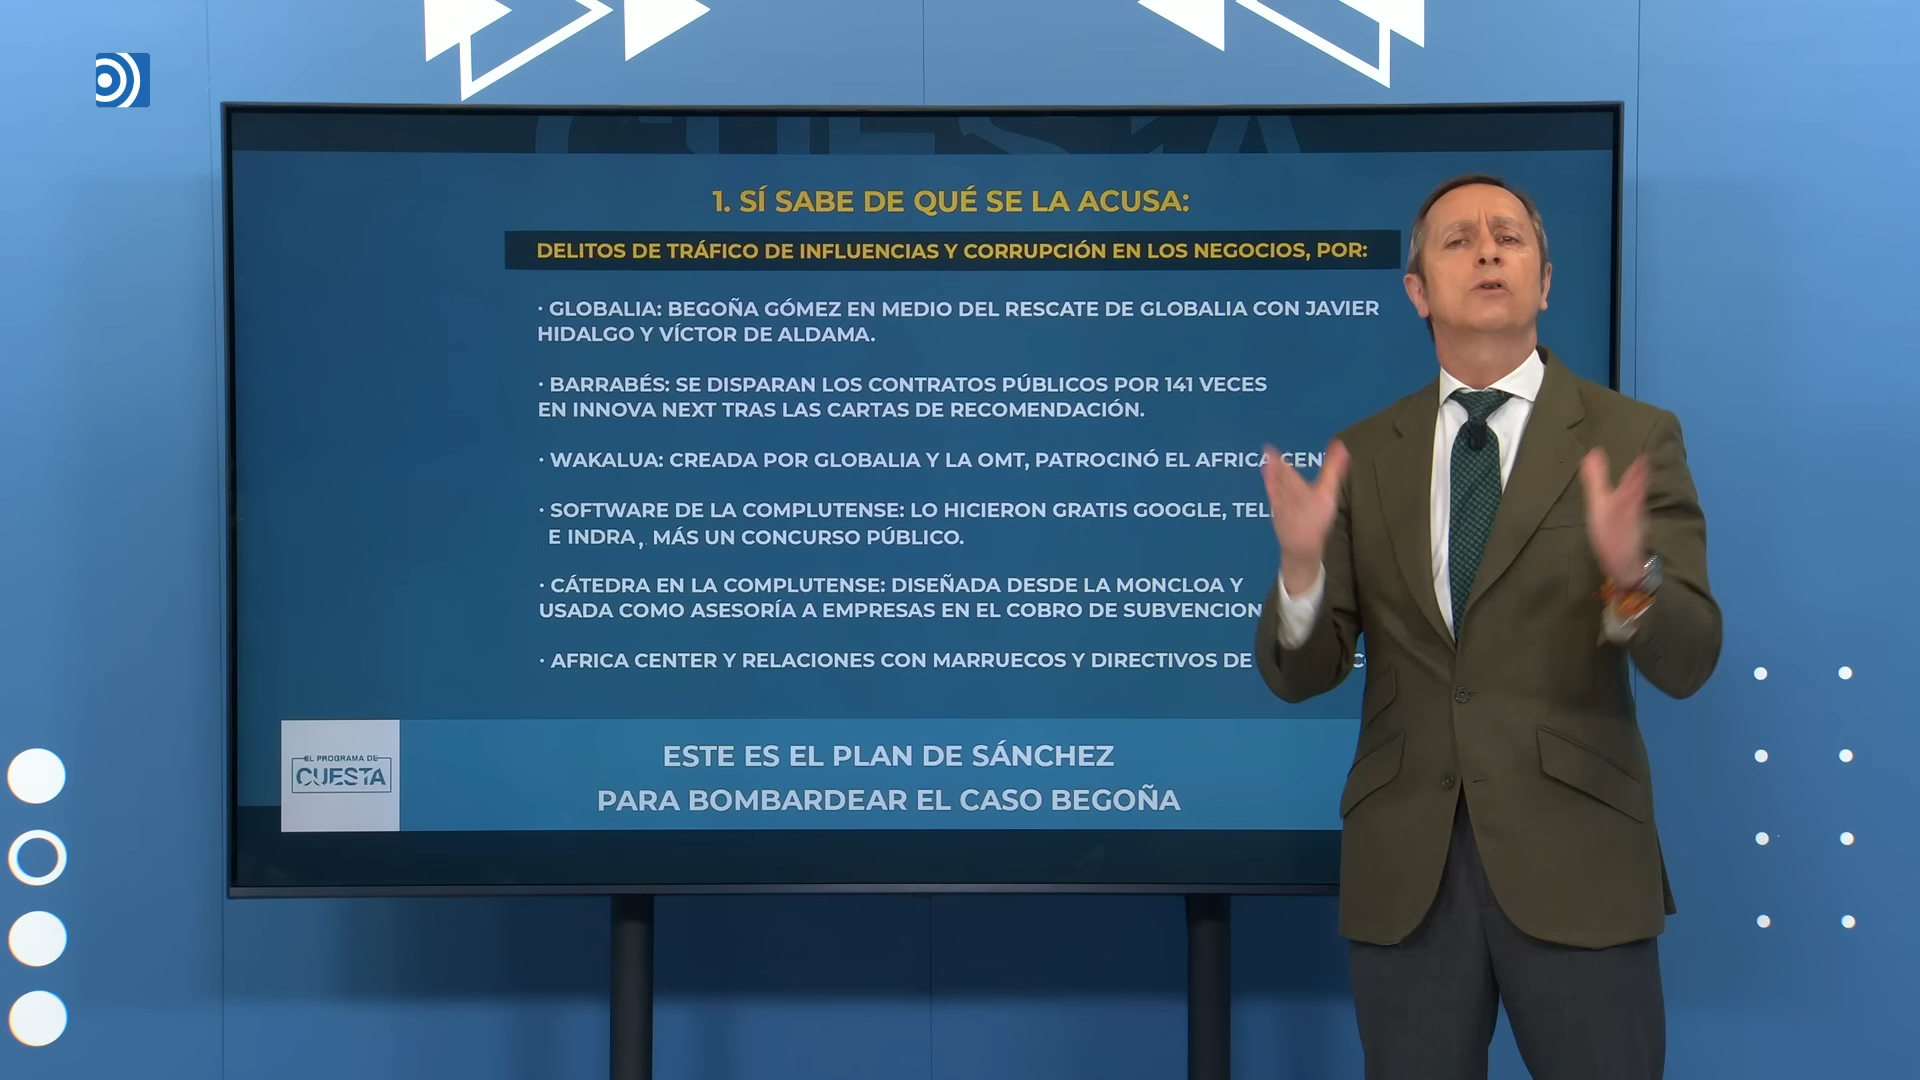 CUESTA
1. SÍ SABE DE QUÉ SE LA ACUSA:
DELITOS DE TRÁFICO DE INFLUENCIAS Y CORRUPCIÓN EN LOS NEGOCIOS, POR:
· GLOBALIA: BEGOÑA GÓMEZ EN MEDIO DEL RESCATE DE GLOBALIA CON JAVIER
HIDALGO Y VÍCTOR DE ALDAMA.
· BARRABÉS: SE DISPARAN LOS CONTRATOS PÚBLICOS POR 141 VECES
EN INNOVA NEXT TRAS LAS CARTAS DE RECOMENDACIÓN.
· WAKALUA: CREADA POR GLOBALIA Y LA OMT, PATROCINÓ EL AFRICA
· SOFTWARE DE LA COMPLUTENSE: LO HICIERON GRATIS GOOGLE,
E INDRA, MÁS UN CONCURSO PÚBLICO.
· CÁTEDRA EN LA COMPLUTENSE: DISEÑADA DESDE LA MONCLOA Y
USADA COMO ASESORÍA A EMPRESAS EN EL COBRO DE
· AFRICA CENTER Y RELACIONES CON MARRUECOS Y DIRECTIVOS DE
EL PROGRAMA DE
CUESTA
ESTE ES EL PLAN DE SÁNCHEZ
PARA BOMBARDEAR EL CASO BEGOÑA